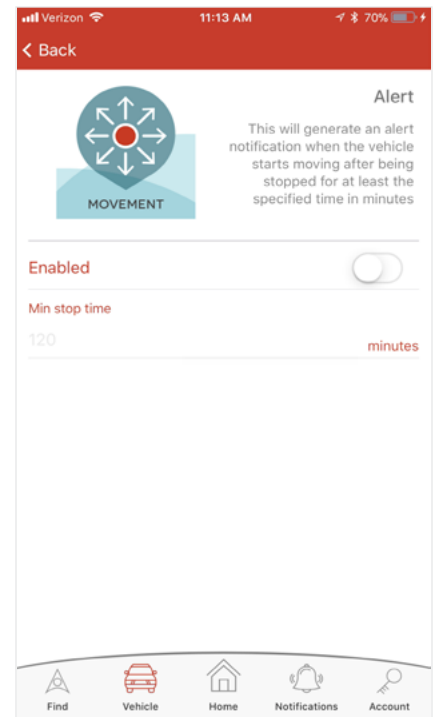 Verizon 11:13 AM 70%
Back
Alert
This will generate an alert
notification when the vehicle
starts moving after being
stopped for at least the
specified time in minutes
MOVEMENT
Enabled
Min stop time
120
minutes
Find Vehicle Home Notifications Account